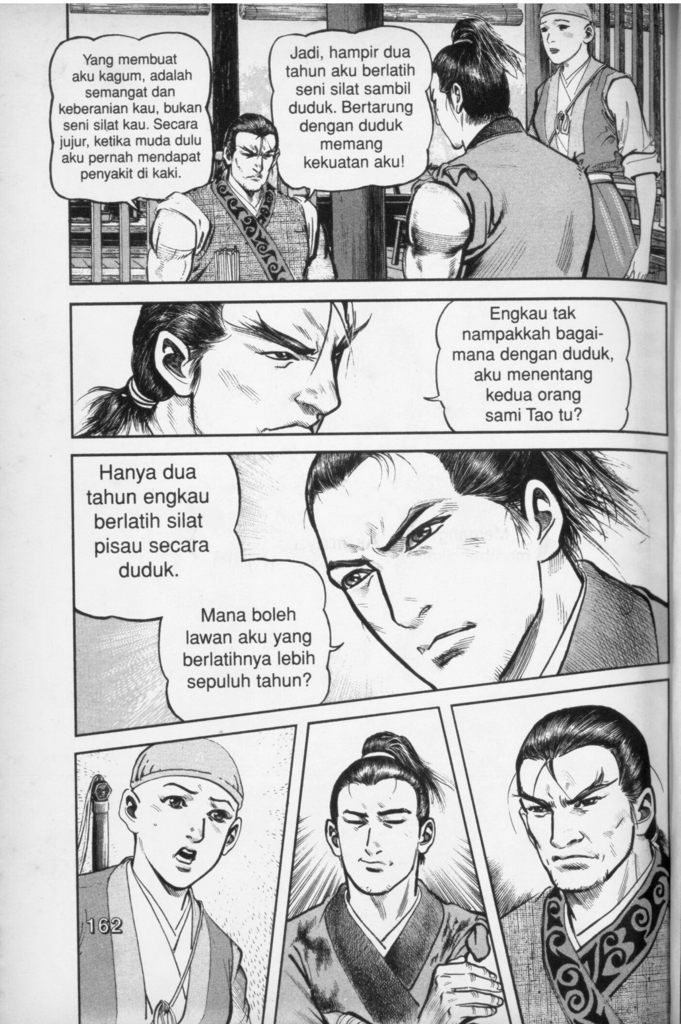 Yang membuat
aku kagum, adalah
semangat dan
keberanian kau, bukan
seni silat kau. Secara
jujur, ketika muda dulu
aku pernah mendapat
penyakit di kaki.
Jadi, hampir dua
tahun aku berlatih
seni silat sambil
duduk. Bertarung
dengan duduk
memang
kekuatan aku!
Engkau tak
nampakkah bagai-
mana dengan duduk,
aku menentang
kedua orang
sami Tao tu?
Hanya dua
tahun engkau
berlatih silat
pisau secara
duduk.
Mana boleh
lawan aku yang
berlatihnya lebih
sepuluh tahun?
162